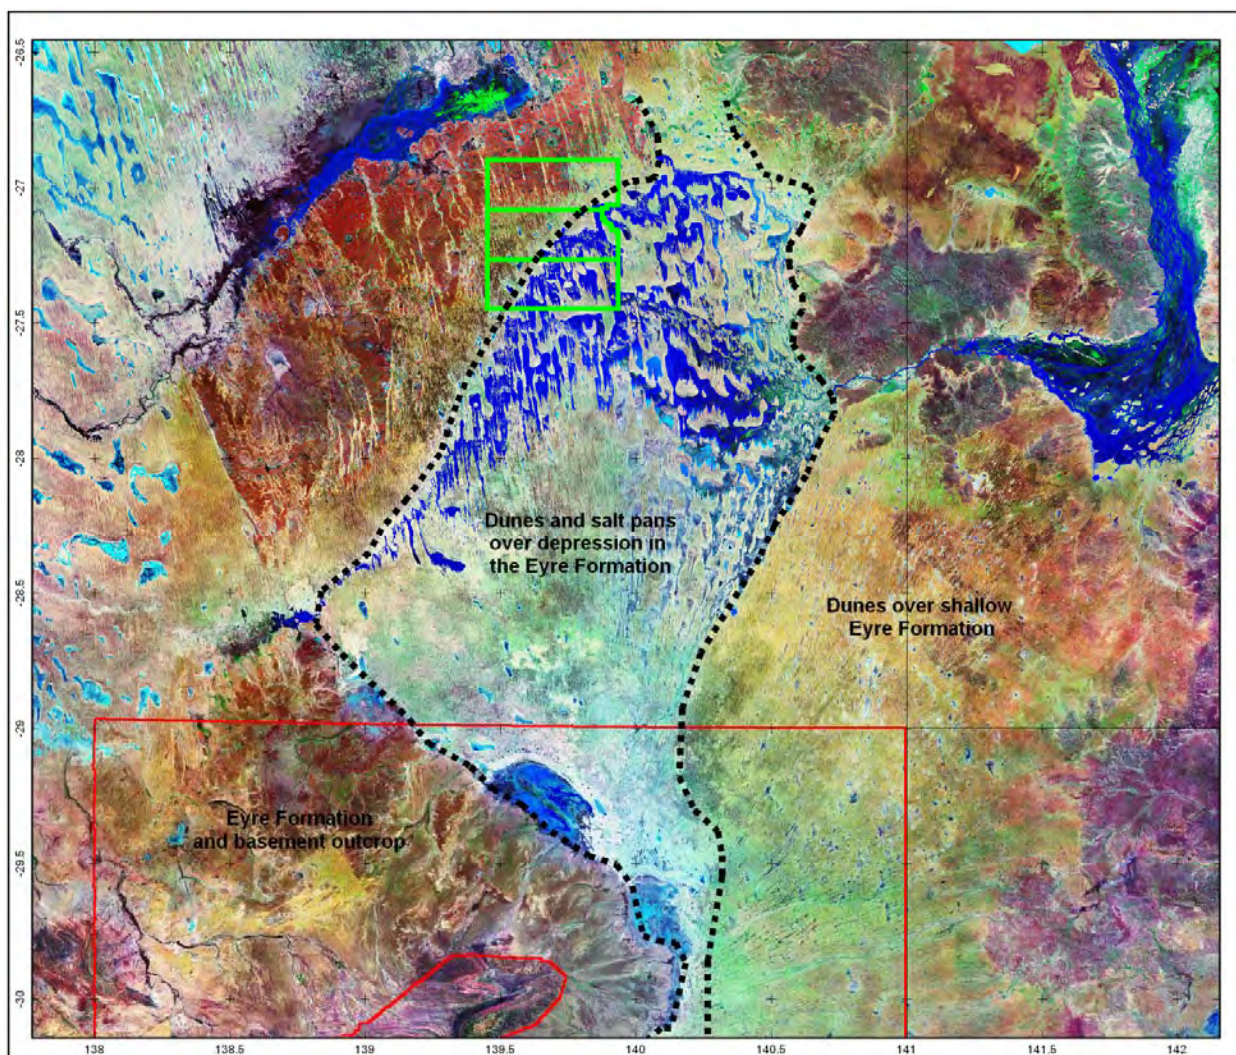 -26.5
-27
-27.5
-28
-28.5
-29
-29.5
-30
Dunes and salt pans
over depression in
the Eyre Formation
Dunes over shallow
Eyre Formation
Eyre Formation
and basement outcrop
138
138.5
139
139.5
140
140.5
141
141.5
142